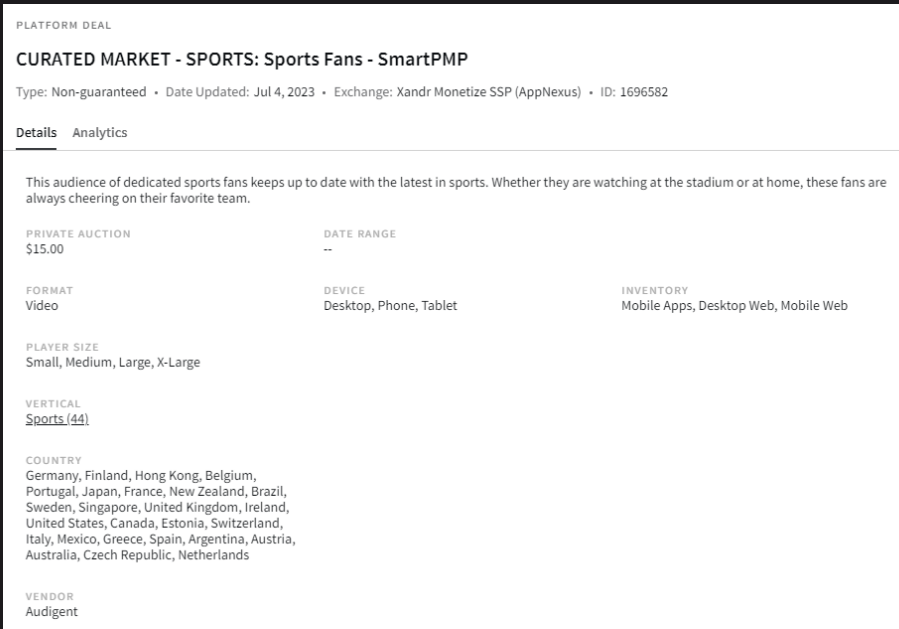 PLATFORM DEAL
CURATED MARKET - SPORTS: Sports Fans - SmartPMP
Type: Non-guaranteed • Date Updated: Jul 4, 2023 • Exchange: Xandr Monetize SSP (AppNexus) • ID: 1696582
Details Analytics
This audience of dedicated sports fans keeps up to date with the latest in sports. Whether they are watching at the stadium or at home, these fans are
always cheering on their favorite team.
PRIVATE AUCTION DATE RANGE
$15.00 --
FORMAT DEVICE INVENTORY
Video Desktop, Phone, Tablet Mobile Apps, Desktop Web, Mobile Web
PLAYER SIZE
Small, Medium, Large, X-Large
VERTICAL
Sports (44)
COUNTRY
Germany, Finland, Hong Kong, Belgium,
Portugal, Japan, France, New Zealand, Brazil,
Sweden, Singapore, United Kingdom, Ireland,
United States, Canada, Estonia, Switzerland,
Italy, Mexico, Greece, Spain, Argentina, Austria,
Australia, Czech Republic, Netherlands
VENDOR
Audigent